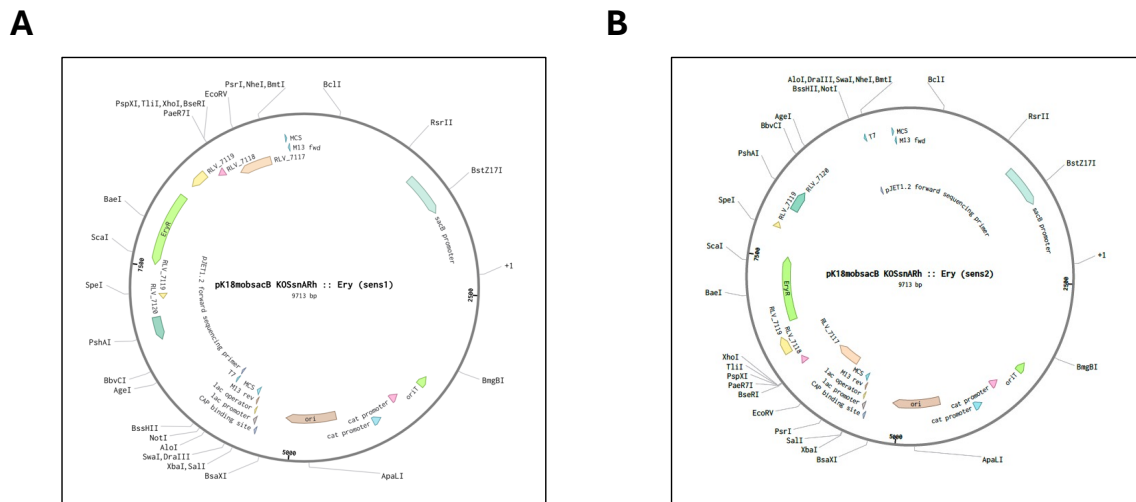 A
PsrI,NheI,BmtI
BclI
EcoRV
PspXI,TliI,XhoI,BseRI
PaeR7I
RsrII
MCS
M13 fwd
RLV_7117
RLV_7118
RLV_7119
BstZ17I
sacB promoter
BaeI
EryR
ScaI
7500
+1
pJET1.2 forward sequencing primer
pK18mobsacB KOSsnARh :: Ery (sens1)
9713 bp
2500
SpeI
RLV_7119
RLV_7120
PshAI
BbvCI
AgeI
T7
MCS
M13 rev
lac operator
lac promoter
CAP binding site
BmgBI
oriT
cat promoter
cat promoter
ori
BssHII
NotI
AloI
SwaI,DraIII
XbaI,SalI
BsaXI
5000
ApaLI
B
AloI,DraIII,SwaI,NheI,BmtI
BssHII,NotI
BclI
AgeI
BbvCI
RsrII
T7
MCS
M13 fwd
PshAI
BstZ17I
RLV_7119
RLV_7120
pJET1.2 forward sequencing primer
sacB promoter
SpeI
ScaI
7500
+1
pK18mobsacB KOSsnARh :: Ery (sens2)
9713 bp
2500
BaeI
EryR
RLV_7119
RLV_7118
RLV_7117
XhoI
TliI
PspXI
PaeR7I
BseRI
MCS
M13 rev
lac operator
lac promoter
CAP binding site
BmgBI
oriT
cat promoter
cat promoter
ori
EcoRV
PsrI
SalI
XbaI
BsaXI
5000
ApaLI